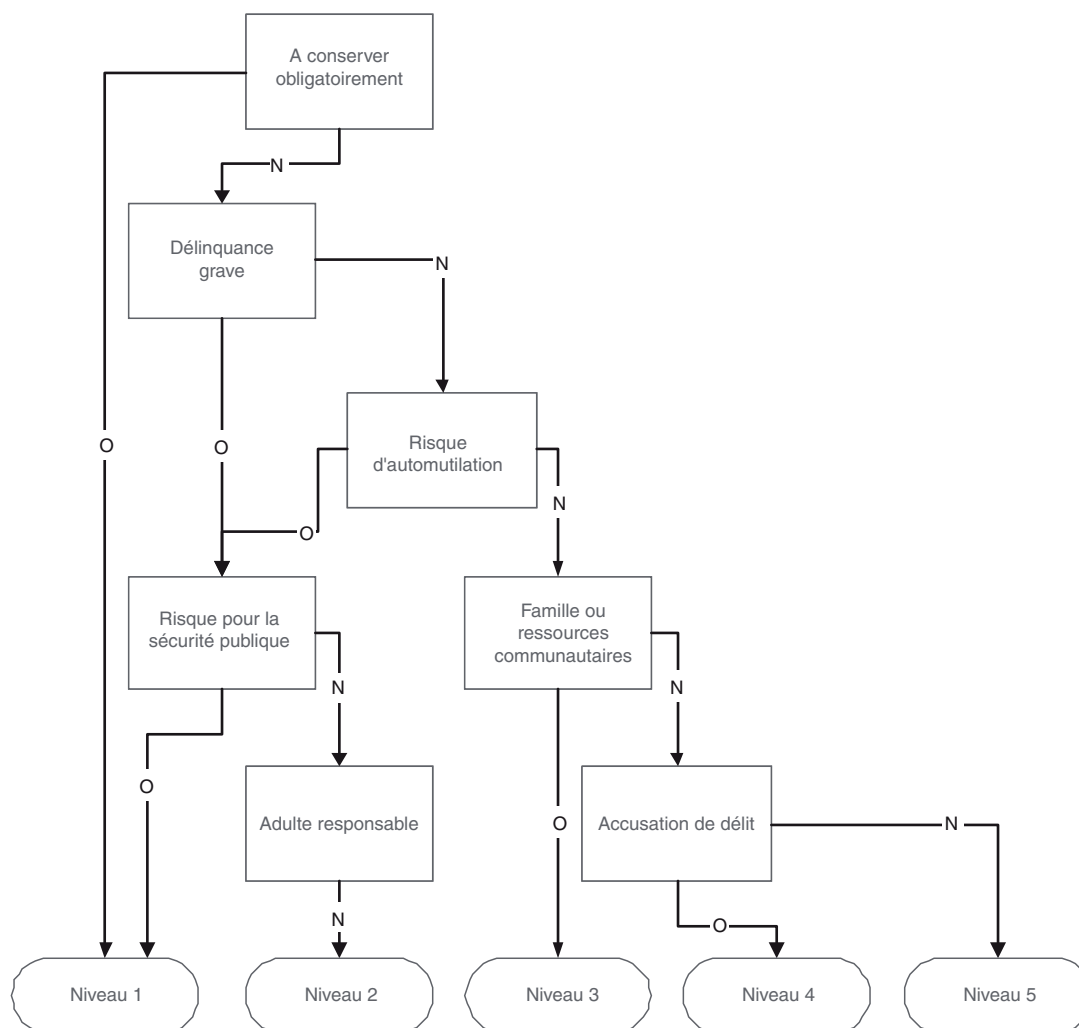 A conserver
obligatoirement
N
Délinquance
grave
N
O
O
Risque
d'automutilation
N
O
Risque pour la
sécurité publique
Famille ou
ressources
communautaires
N
N
O
Adulte responsable
O
Accusation de délit
N
N
O
Niveau 1
Niveau 2
Niveau 3
Niveau 4
Niveau 5